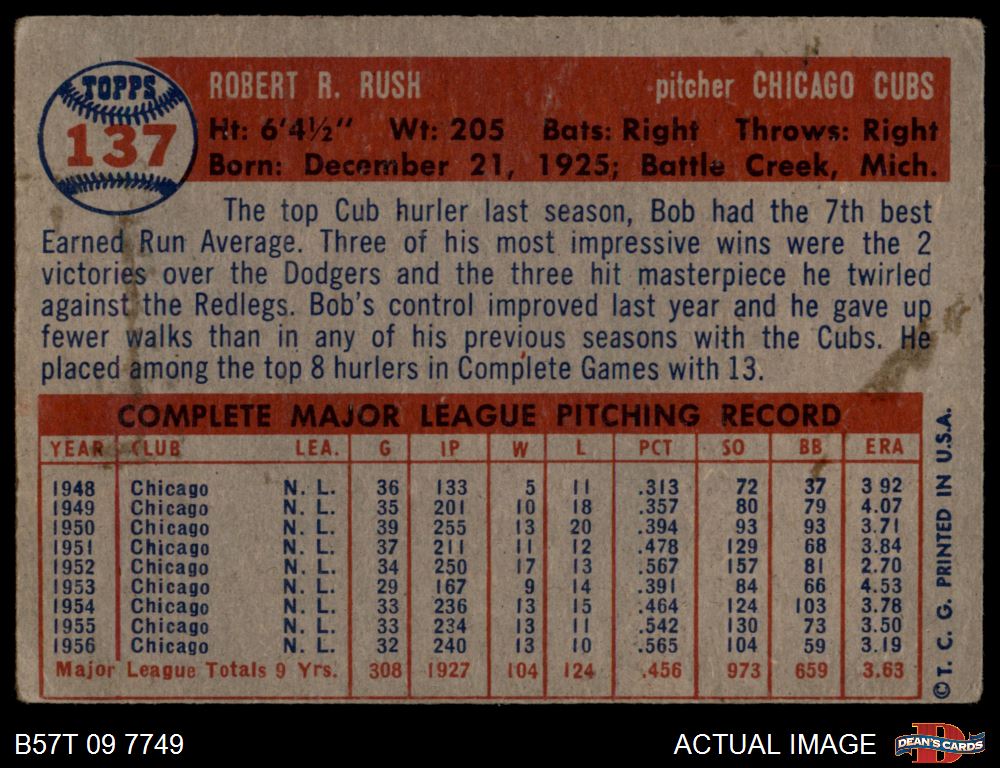 TOPPS
137
ROBERT R. RUSH pitcher CHICAGO CUBS
Ht: 6'4½" Wt: 205 Bats: Right Throws: Right
Born: December 21, 1925; Battle Creek, Mich.
The top Cub hurler last season, Bob had the 7th best
Earned Run Average. Three of his most impressive wins were the 2
victories over the Dodgers and the three hit masterpiece he twirled
against the Redlegs. Bob's control improved last year and he gave up
fewer walks than in any of his previous seasons with the Cubs. He
placed among the top 8 hurlers in Complete Games with 13.
COMPLETE MAJOR LEAGUE PITCHING RECORD
YEAR CLUB LEA. G IP W L PCT SO BB ERA
1948 Chicago N. L. 36 133 5 11 .313 72 37 3 92
1949 Chicago N. L. 35 201 10 18 .357 80 79 4.07
1950 Chicago N. L. 39 255 13 20 .394 93 93 3.71
1951 Chicago N. L. 37 211 11 12 .478 129 68 3.84
1952 Chicago N. L. 34 250 17 13 .567 157 81 2.70
1953 Chicago N. L. 29 167 9 14 .391 84 66 4.53
1954 Chicago N. L. 33 236 13 15 .464 124 103 3.78
1955 Chicago N. L. 33 234 13 11 .542 130 73 3.50
1956 Chicago N. L. 32 240 13 10 .565 104 59 3.19
Major League Totals 9 Yrs. 308 1927 104 124 .456 973 659 3.63
© T. C. G. PRINTED IN U.S.A.
B57T 09 7749
ACTUAL IMAGE
D
DEAN'S CARDS